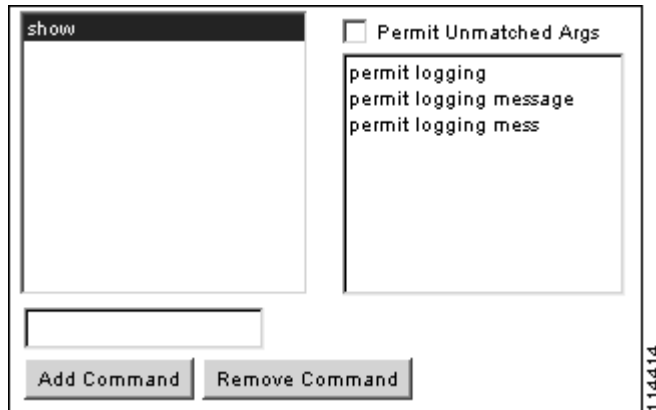 show
Permit Unmatched Args
permit logging
permit logging message
permit logging mess
Add Command
Remove Command
114414